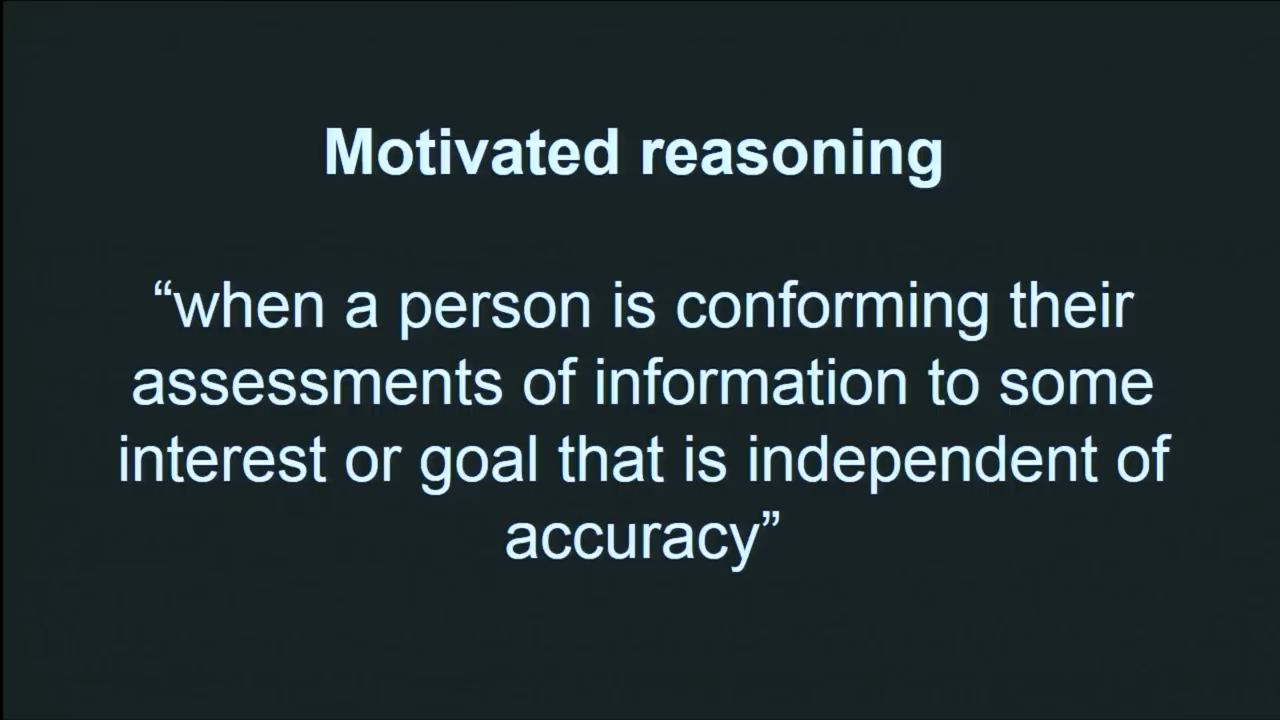 Motivated reasoning
“when a person is conforming their
assessments of information to some
interest or goal that is independent of
accuracy”